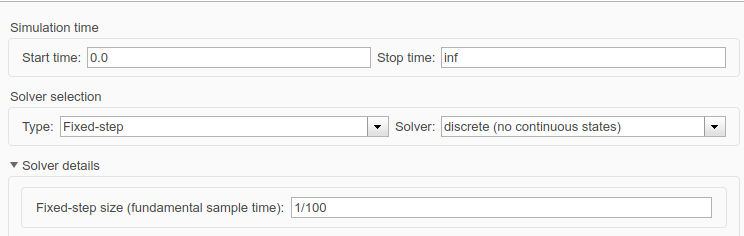 Simulation time
Start time: 0.0 Stop time: inf
Solver selection
Type: Fixed-step Solver: discrete (no continuous states)
Solver details
Fixed-step size (fundamental sample time): 1/100